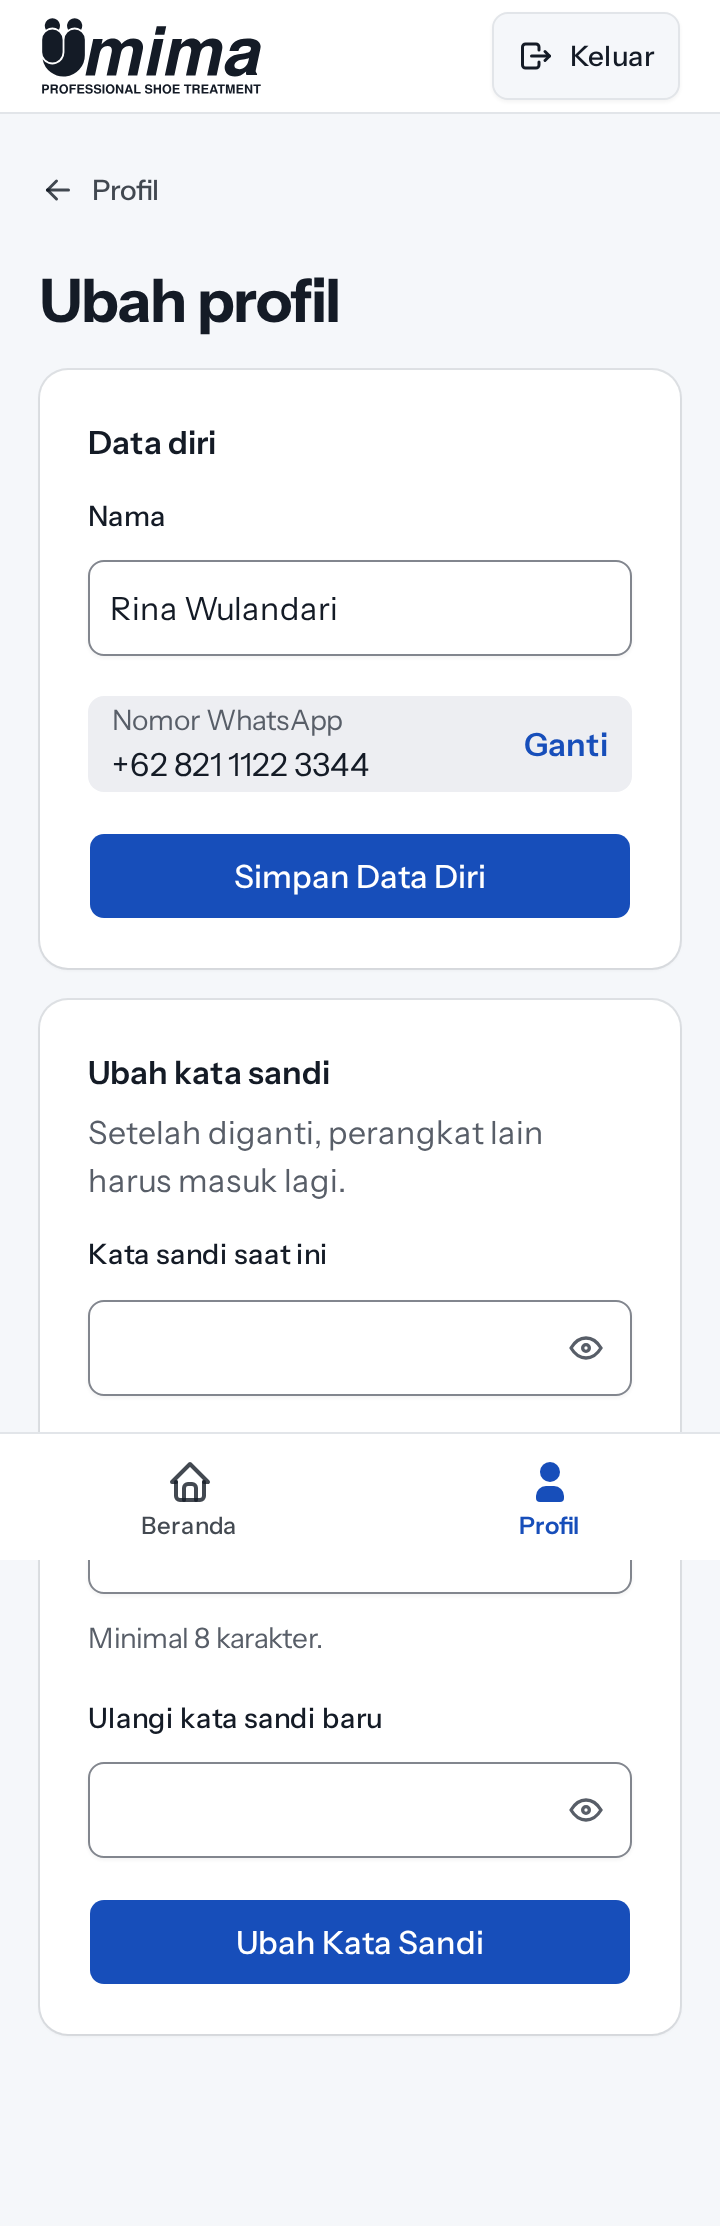 Ümima
PROFESSIONAL SHOE TREATMENT
Keluar
Profil
Ubah profil
Data diri
Nama
Rina Wulandari
Nomor WhatsApp
+62 821 1122 3344
Ganti
Simpan Data Diri
Ubah kata sandi
Setelah diganti, perangkat lain
harus masuk lagi.
Kata sandi saat ini
Beranda
Profil
Minimal 8 karakter.
Ulangi kata sandi baru
Ubah Kata Sandi